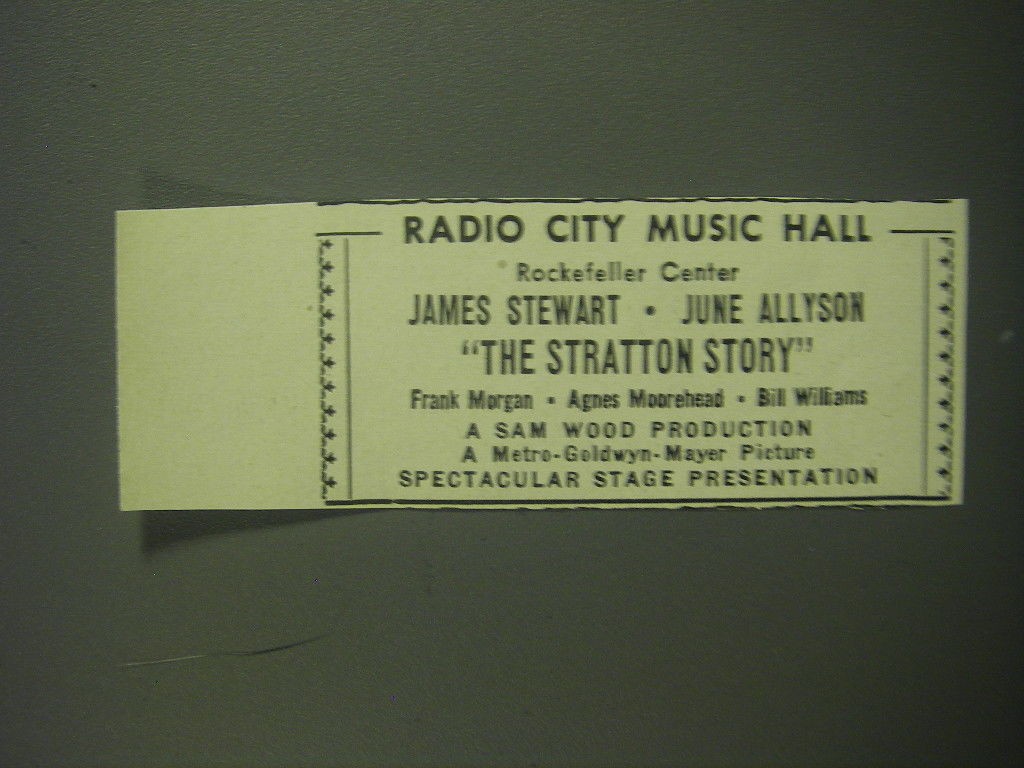 RADIO CITY MUSIC HALL
Rockefeller Center
JAMES STEWART • JUNE ALLYSON
“THE STRATTON STORY”
Frank Morgan • Agnes Moorehead • Bill Williams
A SAM WOOD PRODUCTION
A Metro-Goldwyn-Mayer Picture
SPECTACULAR STAGE PRESENTATION